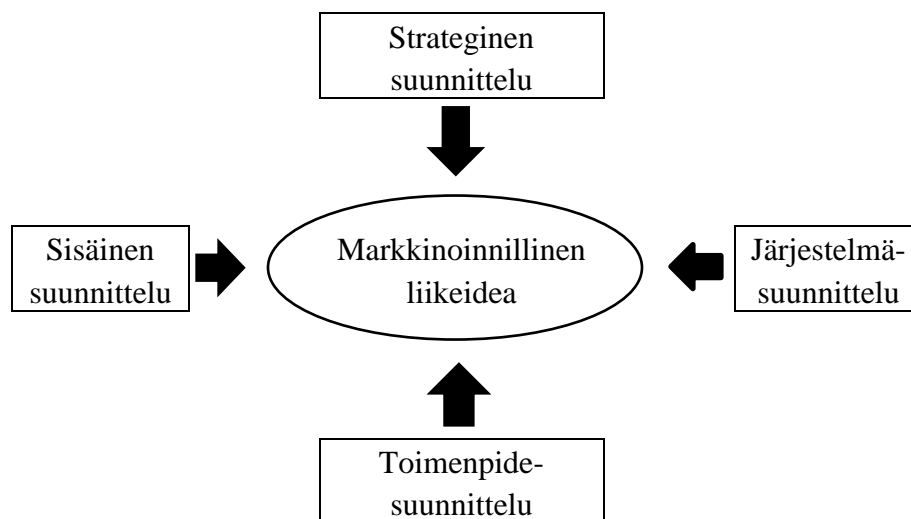 Strateginen
suunnittelu
Sisäinen
suunnittelu
Markkinoinnillinen
liikeidea
Järjestelmä-
suunnittelu
Toimenpide-
suunnittelu